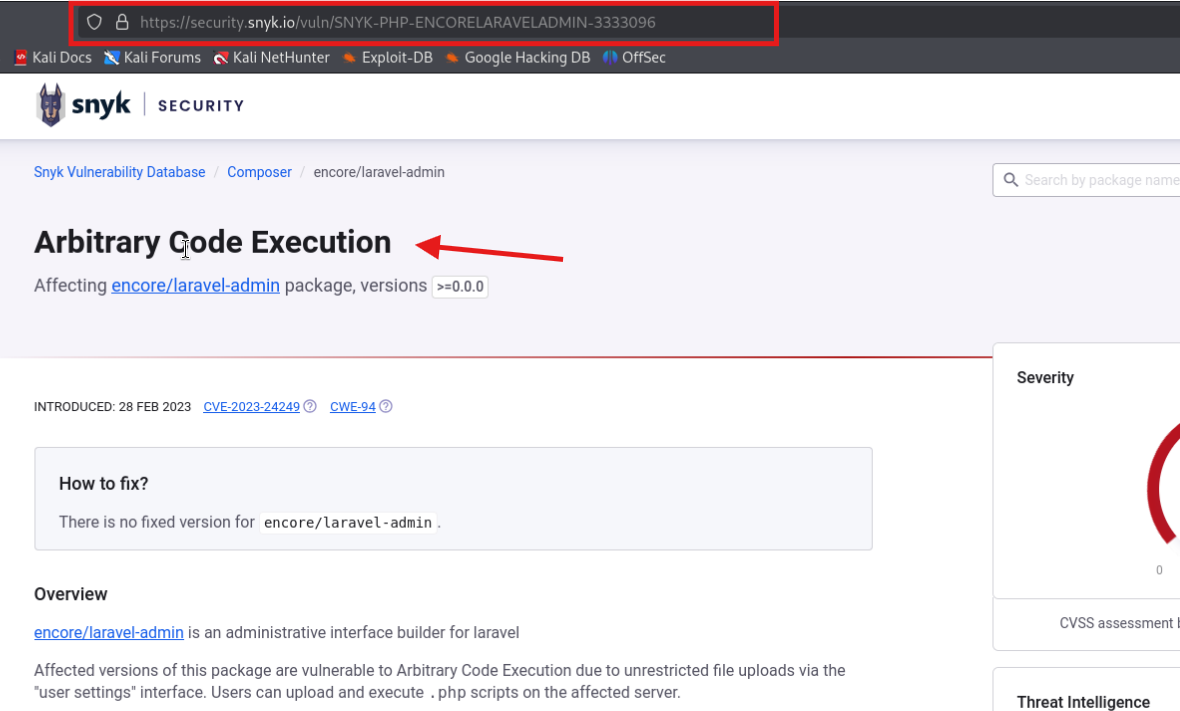 https://security.snyk.io/vuln/SNYK-PHP-ENCORELARAVELADMIN-3333096
Kali Docs Kali Forums Kali NetHunter Exploit-DB Google Hacking DB OffSec
snyk | SECURITY
Snyk Vulnerability Database / Composer / encore/laravel-admin
Search by package name
Arbitrary Code Execution
Affecting encore/laravel-admin package, versions >=0.0.0
Severity
INTRODUCED: 28 FEB 2023 CVE-2023-24249 ? CWE-94 ?
How to fix?
There is no fixed version for encore/laravel-admin .
0
Overview
CVSS assessment
encore/laravel-admin is an administrative interface builder for laravel
Affected versions of this package are vulnerable to Arbitrary Code Execution due to unrestricted file uploads via the
"user settings" interface. Users can upload and execute .php scripts on the affected server.
Threat Intelligence